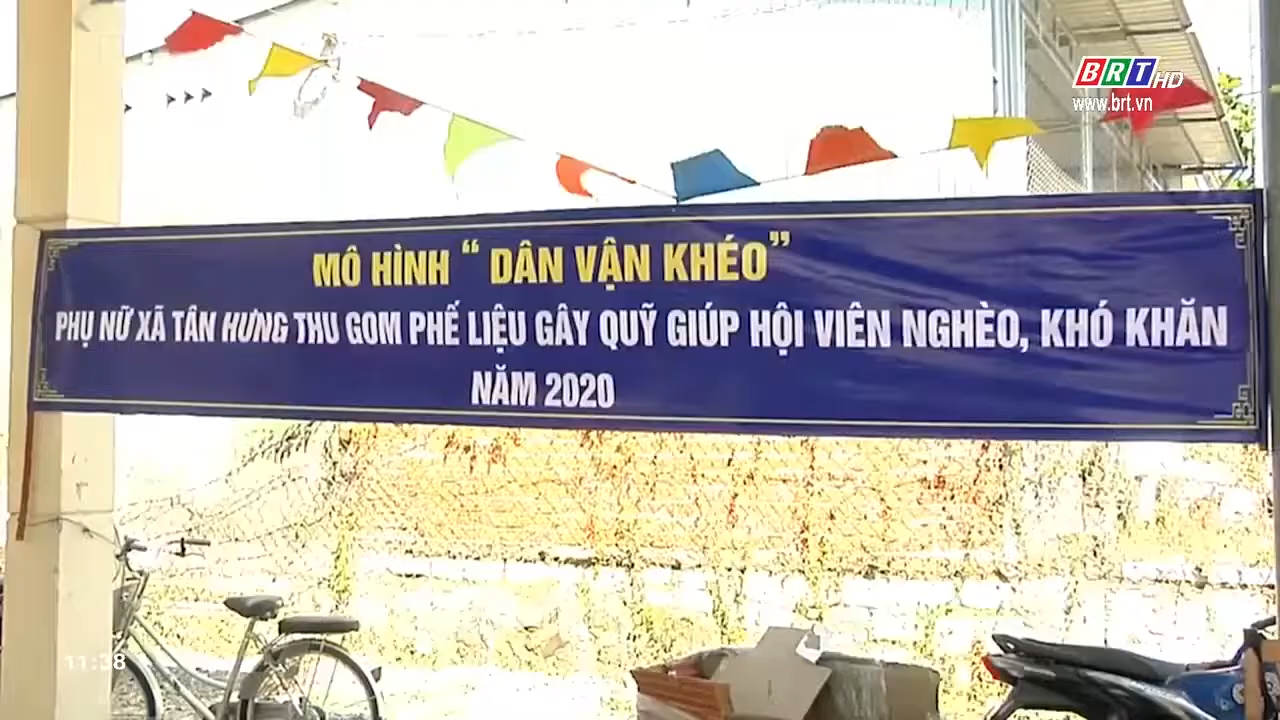 BRT HD
www.brt.vn
MÔ HÌNH “ DÂN VẬN KHÉO”
PHỤ NỮ XÃ TÂN HƯNG THU GOM PHẾ LIỆU GÂY QUỸ GIÚP HỘI VIÊN NGHÈO, KHÓ KHĂN
NĂM 2020
11:38